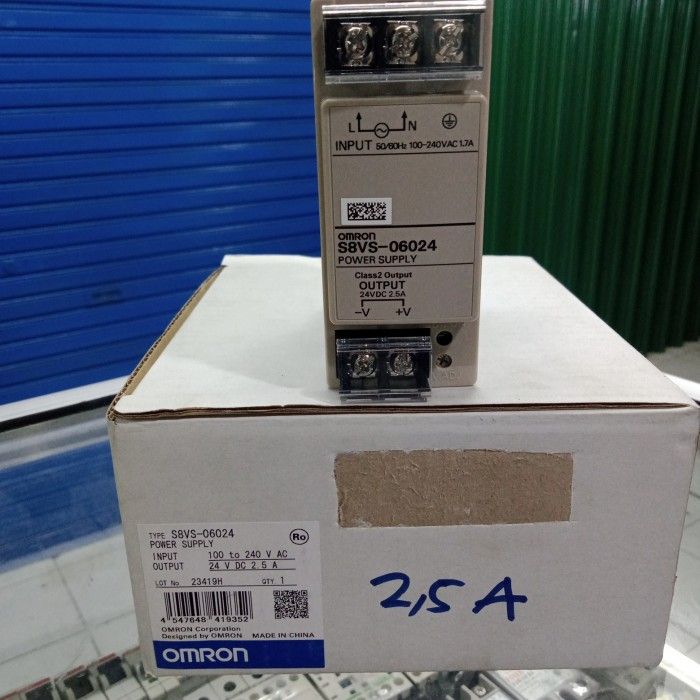 L N
INPUT 50/60Hz 100-240VAC 1.7A
OMRON
S8VS-06024
POWER SUPPLY
Class2 Output
OUTPUT
24VDC 2.5A
-V +V
TYPE S8VS-06024
POWER SUPPLY
Ro
INPUT 100 to 240 V AC
OUTPUT 24 V DC 2.5 A
LOT No 23419H QTY. 1
4 547648 419352
OMRON Corporation
Designed by OMRON MADE IN CHINA
OMRON
2,5 A